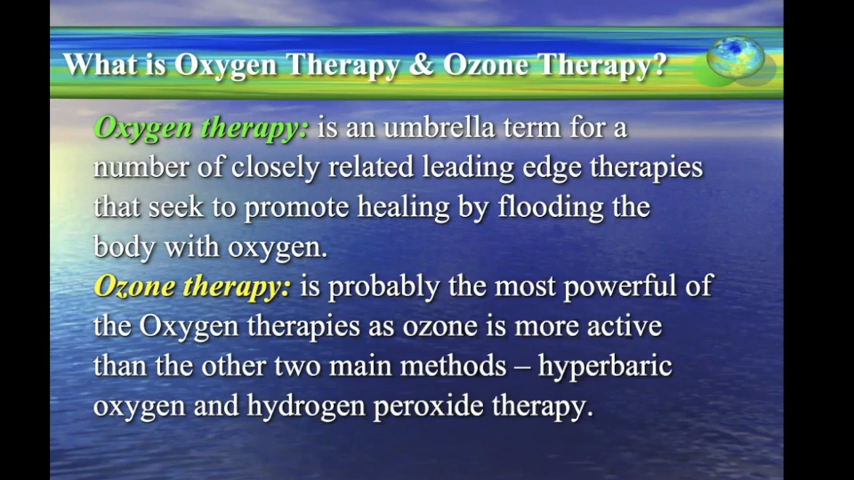 What is Oxygen Therapy & Ozone Therapy?
Oxygen therapy: is an umbrella term for a
number of closely related leading edge therapies
that seek to promote healing by flooding the
body with oxygen.
Ozone therapy: is probably the most powerful of
the Oxygen therapies as ozone is more active
than the other two main methods – hyperbaric
oxygen and hydrogen peroxide therapy.